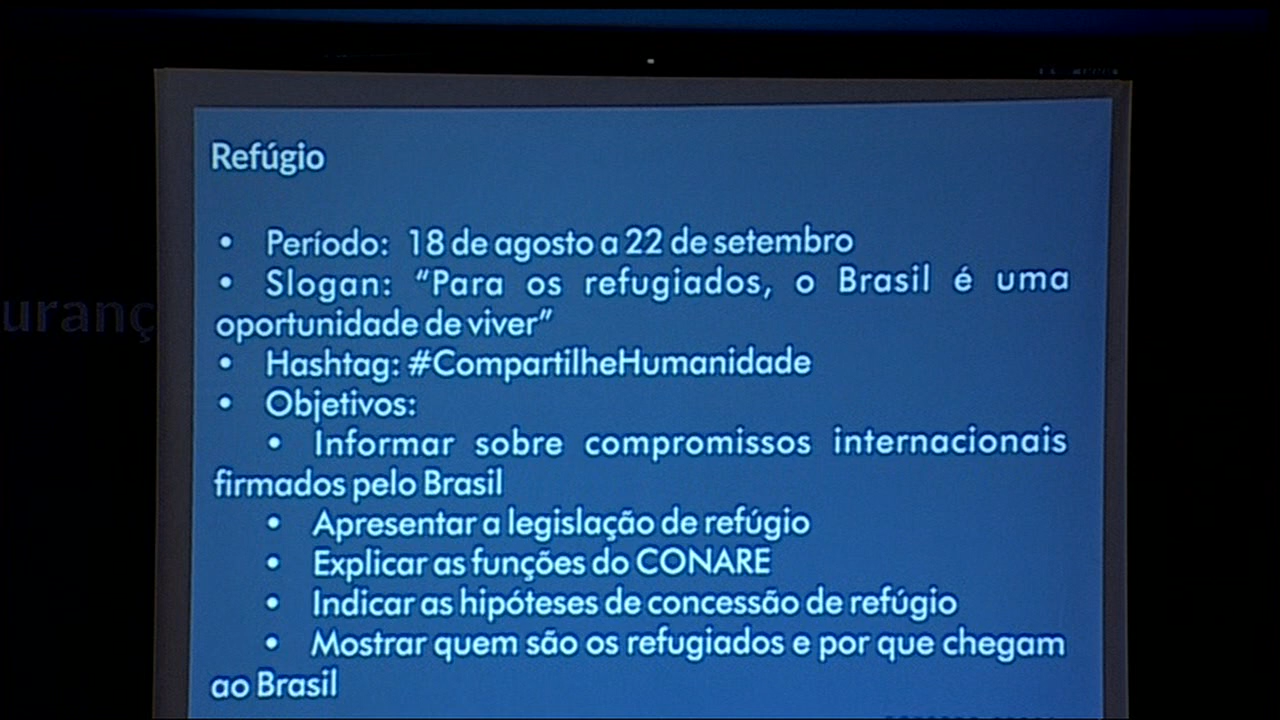 Refúgio
• Período: 18 de agosto a 22 de setembro
• Slogan: “Para os refugiados, o Brasil é uma
oportunidade de viver”
• Hashtag: #CompartilheHumanidade
• Objetivos:
• Informar sobre compromissos internacionais
firmados pelo Brasil
• Apresentar a legislação de refúgio
• Explicar as funções do CONARE
• Indicar as hipóteses de concessão de refúgio
• Mostrar quem são os refugiados e por que chegam
ao Brasil